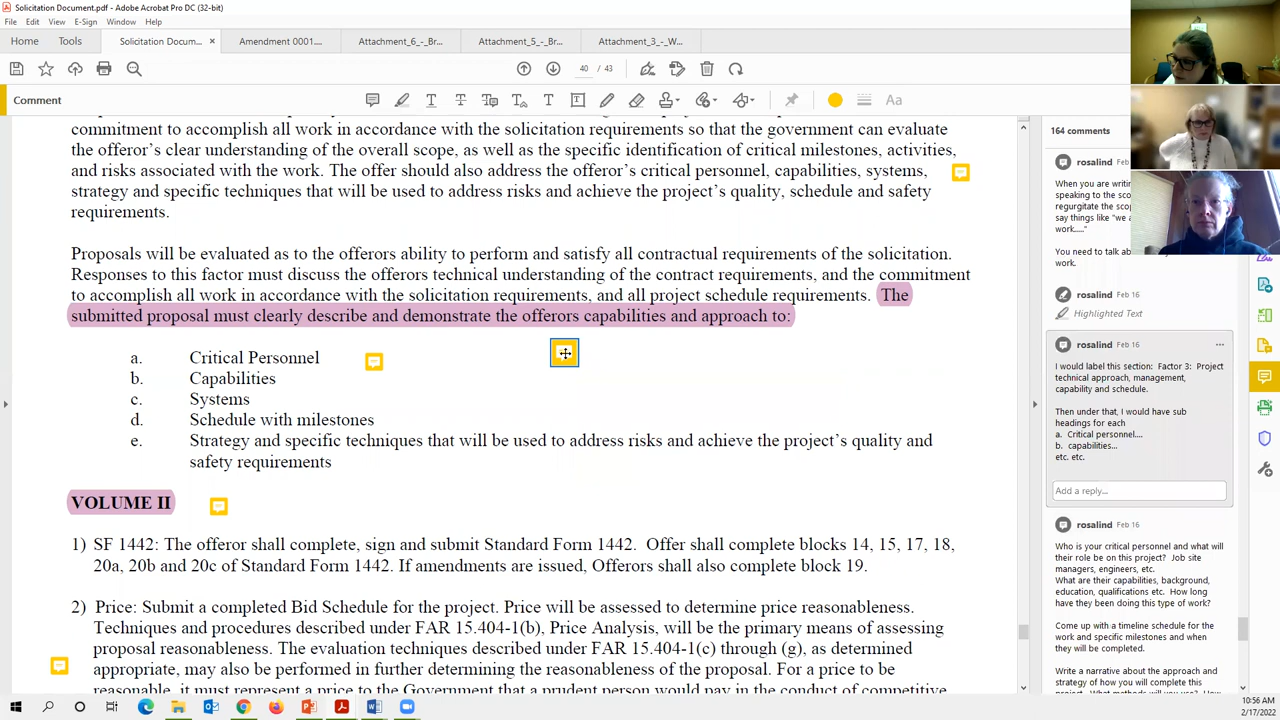 Solicitation Document.pdf - Adobe Acrobat Pro DC (32-bit)
File Edit View E-Sign Window Help
Home Tools Solicitation Docum... × Amendment 0001.... Attachment_6_-_Br... Attachment_5_-_Br... Attachment_3_-_W...
40 / 43
Comment
Aa
commitment to accomplish all work in accordance with the solicitation requirements so that the government can evaluate
the offeror's clear understanding of the overall scope, as well as the specific identification of critical milestones, activities,
and risks associated with the work. The offer should also address the offeror's critical personnel, capabilities, systems,
strategy and specific techniques that will be used to address risks and achieve the project's quality, schedule and safety
requirements.
Proposals will be evaluated as to the offerors ability to perform and satisfy all contractual requirements of the solicitation.
Responses to this factor must discuss the offerors technical understanding of the contract requirements, and the commitment
to accomplish all work in accordance with the solicitation requirements, and all project schedule requirements. The
submitted proposal must clearly describe and demonstrate the offerors capabilities and approach to:
a. Critical Personnel
b. Capabilities
c. Systems
d. Schedule with milestones
e. Strategy and specific techniques that will be used to address risks and achieve the project's quality and
safety requirements
VOLUME II
1) SF 1442: The offeror shall complete, sign and submit Standard Form 1442. Offer shall complete blocks 14, 15, 17, 18,
20a, 20b and 20c of Standard Form 1442. If amendments are issued, Offerors shall also complete block 19.
2) Price: Submit a completed Bid Schedule for the project. Price will be assessed to determine price reasonableness.
Techniques and procedures described under FAR 15.404-1(b), Price Analysis, will be the primary means of assessing
proposal reasonableness. The evaluation techniques described under FAR 15.404-1(c) through (g), as determined
appropriate, may also be performed in further determining the reasonableness of the proposal. For a price to be
reasonable, it must represent a price to the Government that a prudent person would pay in the conduct of competitive
164 comments
rosalind Feb
When you are writin
speaking to the sco
regurgitate the scop
say things like "we a
work....."
You need to talk abo
work.
rosalind Feb 16
Highlighted Text
rosalind Feb 16
I would label this section: Factor 3: Project
technical approach, management,
capability and schedule.
Then under that, I would have sub
headings for each
a. Critical personnel....
b. capabilities...
etc. etc.
Add a reply...
rosalind Feb 16
Who is your critical personnel and what will
their role be on this project? Job site
managers, engineers, etc.
What are their capabilities, background,
education, qualifications etc. How long
have they been doing this type of work?
Come up with a timeline schedule for the
work and specific milestones and when
they will be completed.
Write a narrative about the approach and
strategy of how you will complete this
10:56 AM
2/17/2022